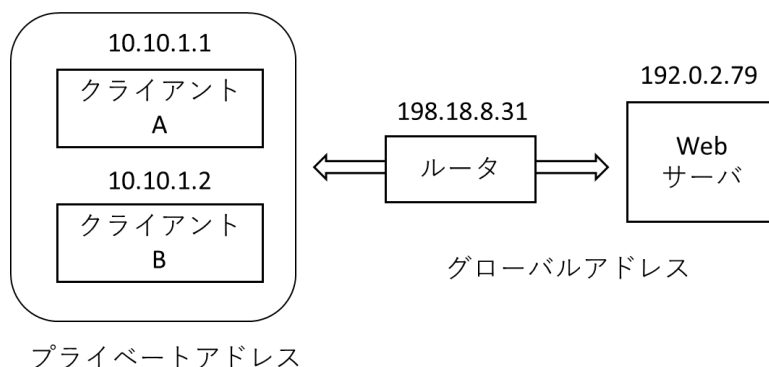 10.10.1.1
クライアント
A
10.10.1.2
クライアント
B
プライベートアドレス
198.18.8.31
ルータ
グローバルアドレス
192.0.2.79
Web
サーバ